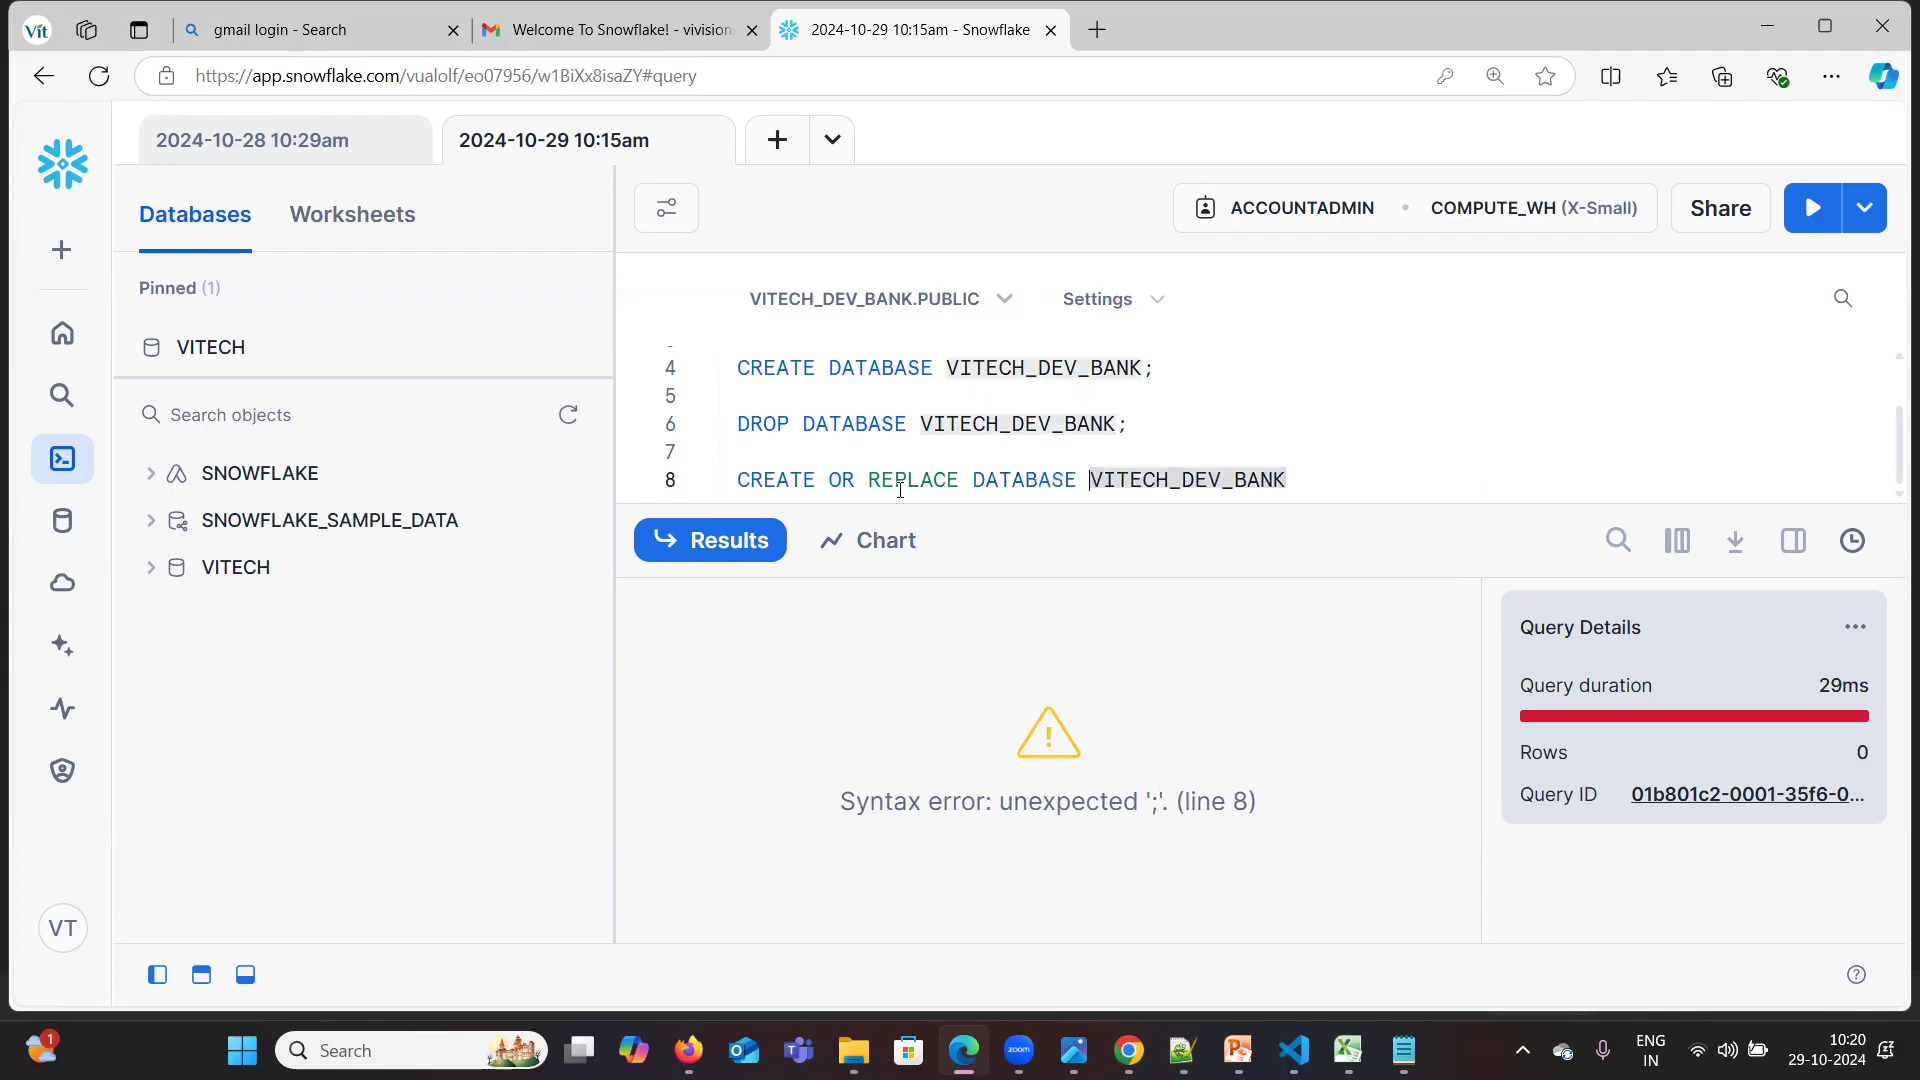 Vit
gmail login - Search
Welcome To Snowflake! - vivision
2024-10-29 10:15am - Snowflake
https://app.snowflake.com/vualolf/eo07956/w1BiXx8isaZY#query
2024-10-28 10:29am
2024-10-29 10:15am
Databases
Worksheets
ACCOUNTADMIN
COMPUTE_WH (X-Small)
Share
Pinned (1)
VITECH
VITECH_DEV_BANK.PUBLIC
Settings
4 CREATE DATABASE VITECH_DEV_BANK;
5
6 DROP DATABASE VITECH_DEV_BANK;
7
8 CREATE OR REPLACE DATABASE VITECH_DEV_BANK
Search objects
SNOWFLAKE
SNOWFLAKE_SAMPLE_DATA
VITECH
Results
Chart
Syntax error: unexpected ';'. (line 8)
Query Details
Query duration 29ms
Rows 0
Query ID 01b801c2-0001-35f6-0...
VT
1
Search
zoom
ENG
IN
10:20
29-10-2024